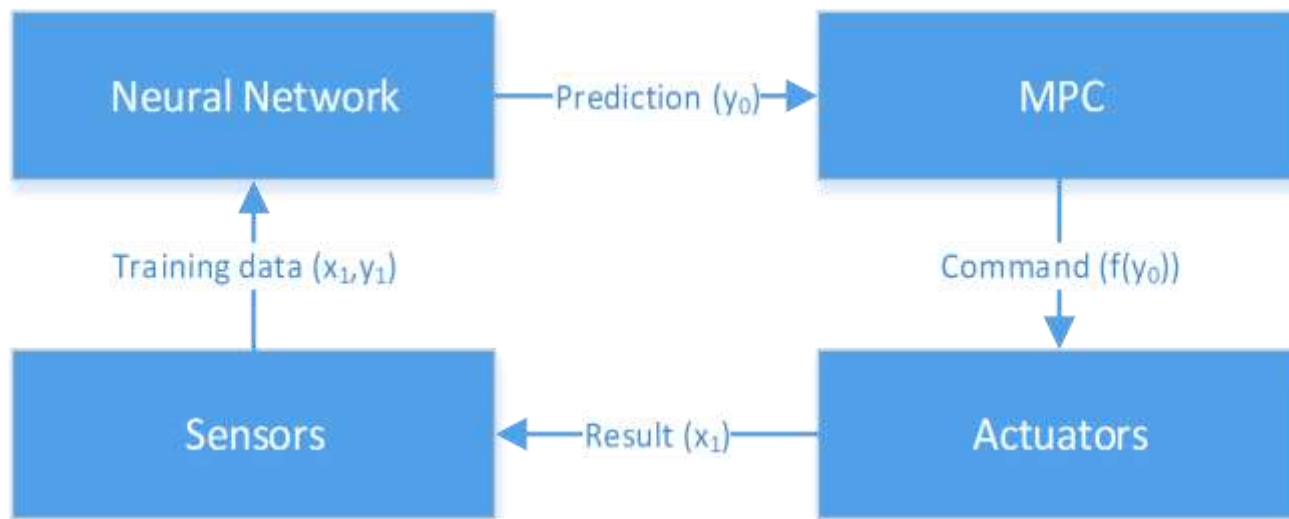 Neural Network
Prediction (y₀)
MPC
Training data (x₁,y₁)
Command (f(y₀))
Sensors
Result (x₁)
Actuators